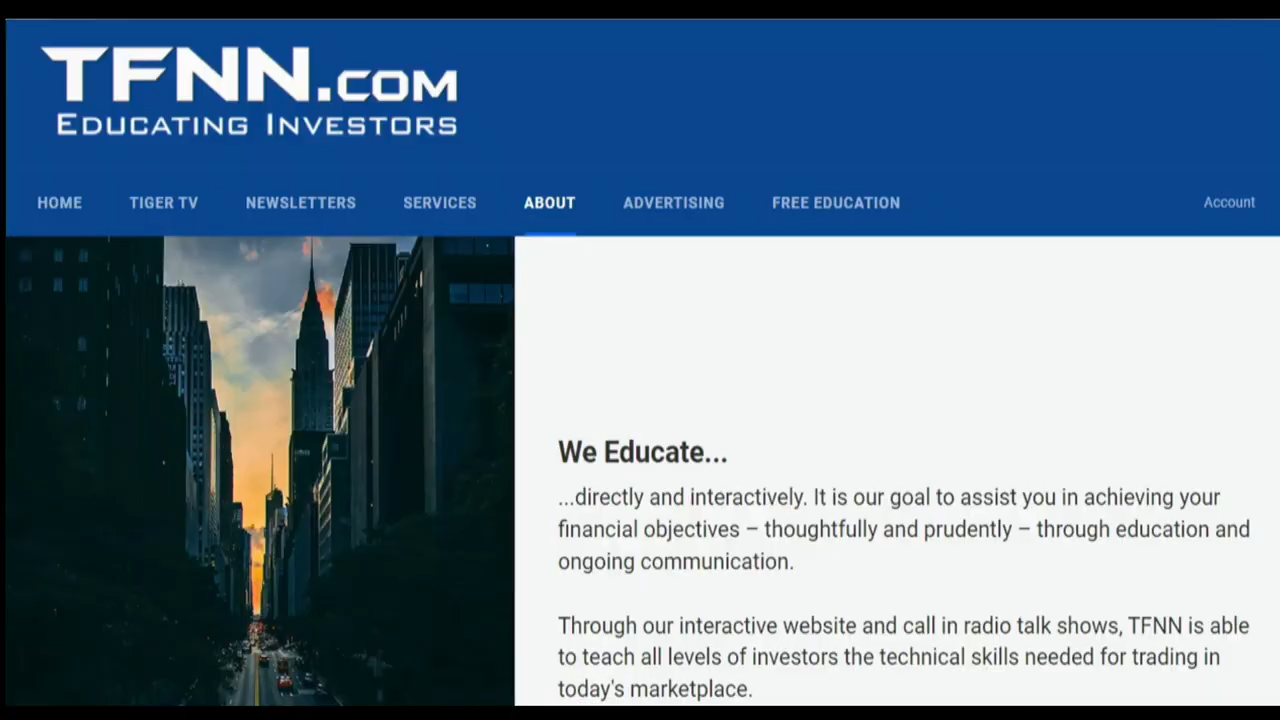 TFNN.COM
EDUCATING INVESTORS
HOME TIGER TV NEWSLETTERS SERVICES ABOUT ADVERTISING FREE EDUCATION Account
We Educate...
...directly and interactively. It is our goal to assist you in achieving your
financial objectives – thoughtfully and prudently – through education and
ongoing communication.
Through our interactive website and call in radio talk shows, TFNN is able
to teach all levels of investors the technical skills needed for trading in
today's marketplace.